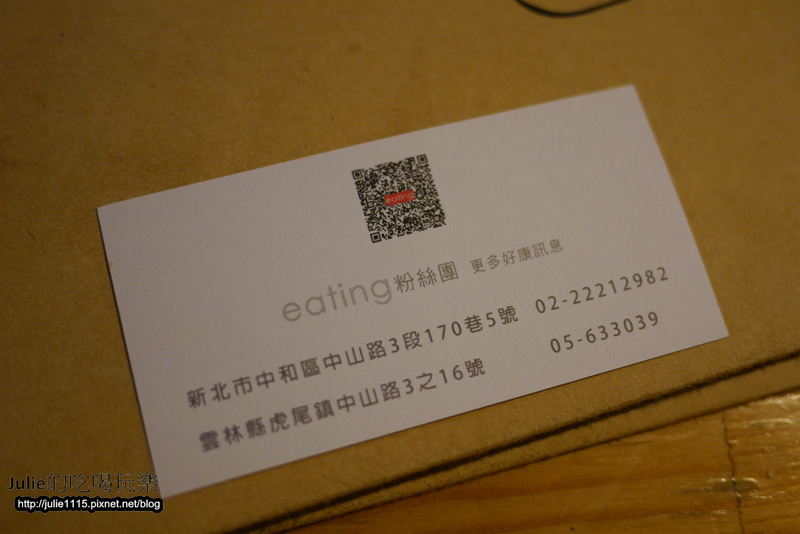 eating
eating粉絲團 更多好康訊息
新北市中和區中山路3段170巷5號 02-22212982
雲林縣虎尾鎮中山路3之16號 05-633039
Julie的吃喝玩樂
http://julie1115.pixnet.net/blog